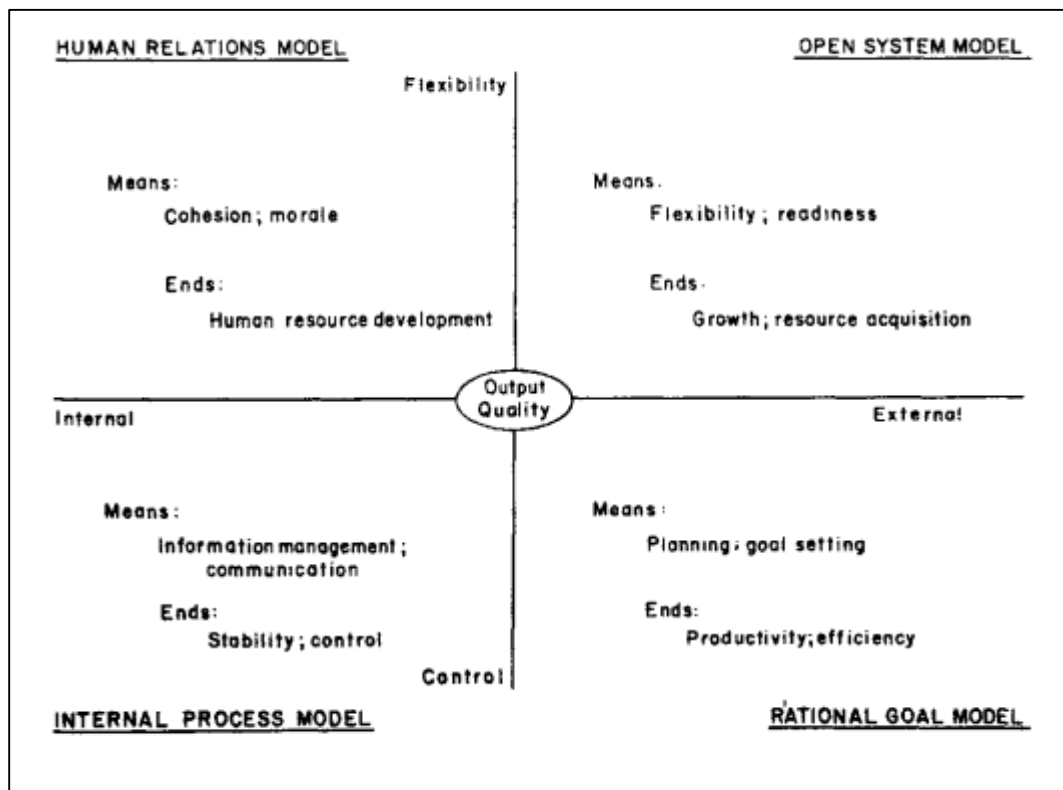 HUMAN RELATIONS MODEL
OPEN SYSTEM MODEL
Flexibility
Means:
Cohesion; morale
Ends:
Human resource development
Means.
Flexibility; readiness
Ends.
Growth; resource acquisition
Output
Quality
Internal
External
Means:
Information management;
communication
Ends:
Stability; control
Means:
Planning; goal setting
Ends:
Productivity; efficiency
Control
INTERNAL PROCESS MODEL
RATIONAL GOAL MODEL